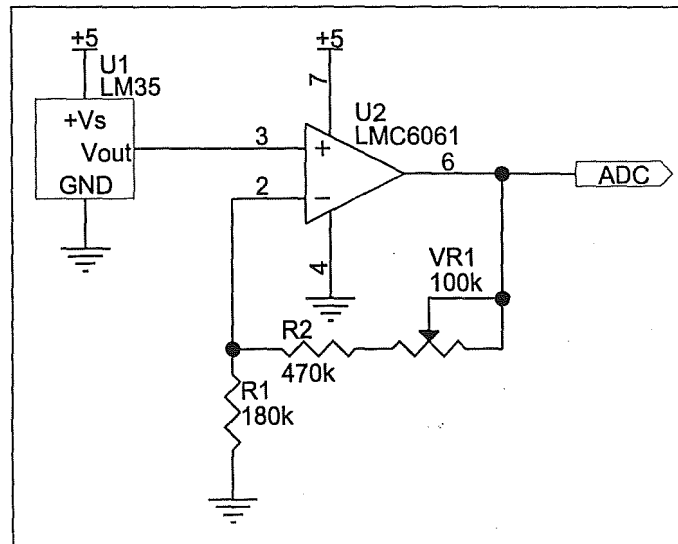 +5
U1
LM35
+Vs
Vout
GND
+5
7
U2
LMC6061
3
+
2
−
6
4
ADC
VR1
100k
R2
470k
R1
180k